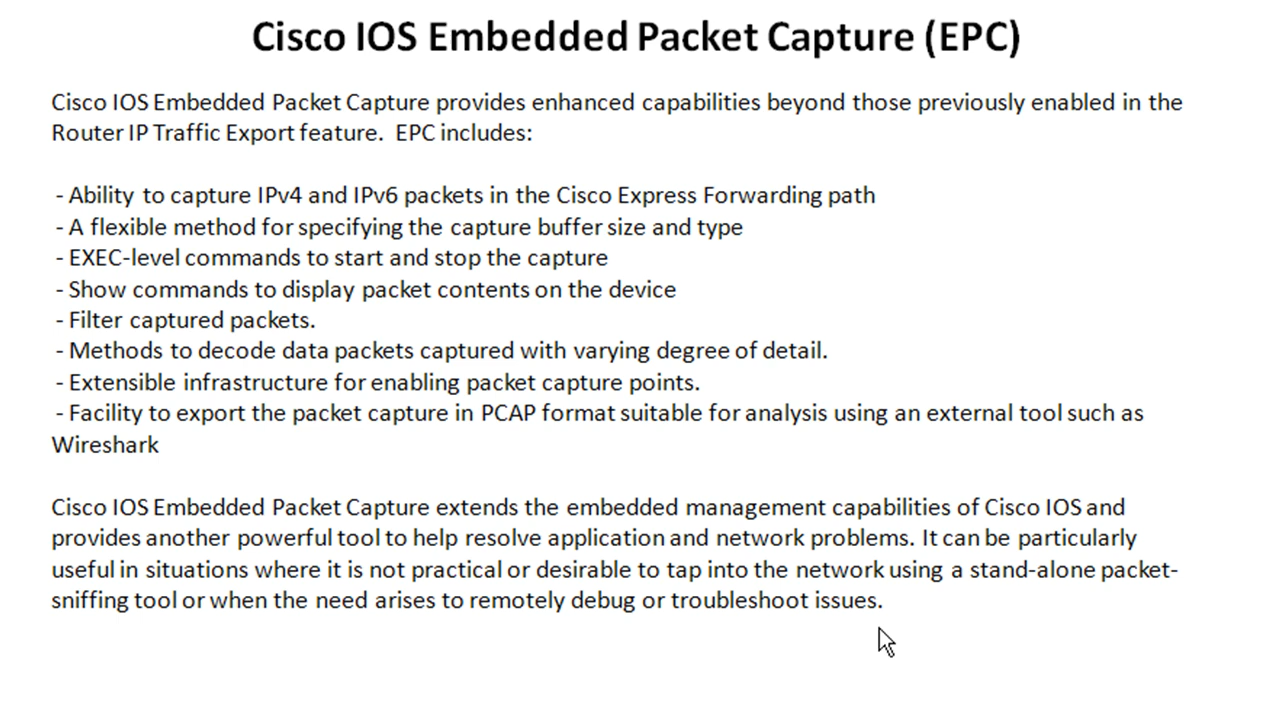 Cisco IOS Embedded Packet Capture (EPC)
Cisco IOS Embedded Packet Capture provides enhanced capabilities beyond those previously enabled in the
Router IP Traffic Export feature.  EPC includes:
- Ability to capture IPv4 and IPv6 packets in the Cisco Express Forwarding path
- A flexible method for specifying the capture buffer size and type
- EXEC-level commands to start and stop the capture
- Show commands to display packet contents on the device
- Filter captured packets.
- Methods to decode data packets captured with varying degree of detail.
- Extensible infrastructure for enabling packet capture points.
- Facility to export the packet capture in PCAP format suitable for analysis using an external tool such as
Wireshark
Cisco IOS Embedded Packet Capture extends the embedded management capabilities of Cisco IOS and
provides another powerful tool to help resolve application and network problems. It can be particularly
useful in situations where it is not practical or desirable to tap into the network using a stand-alone packet-
sniffing tool or when the need arises to remotely debug or troubleshoot issues.